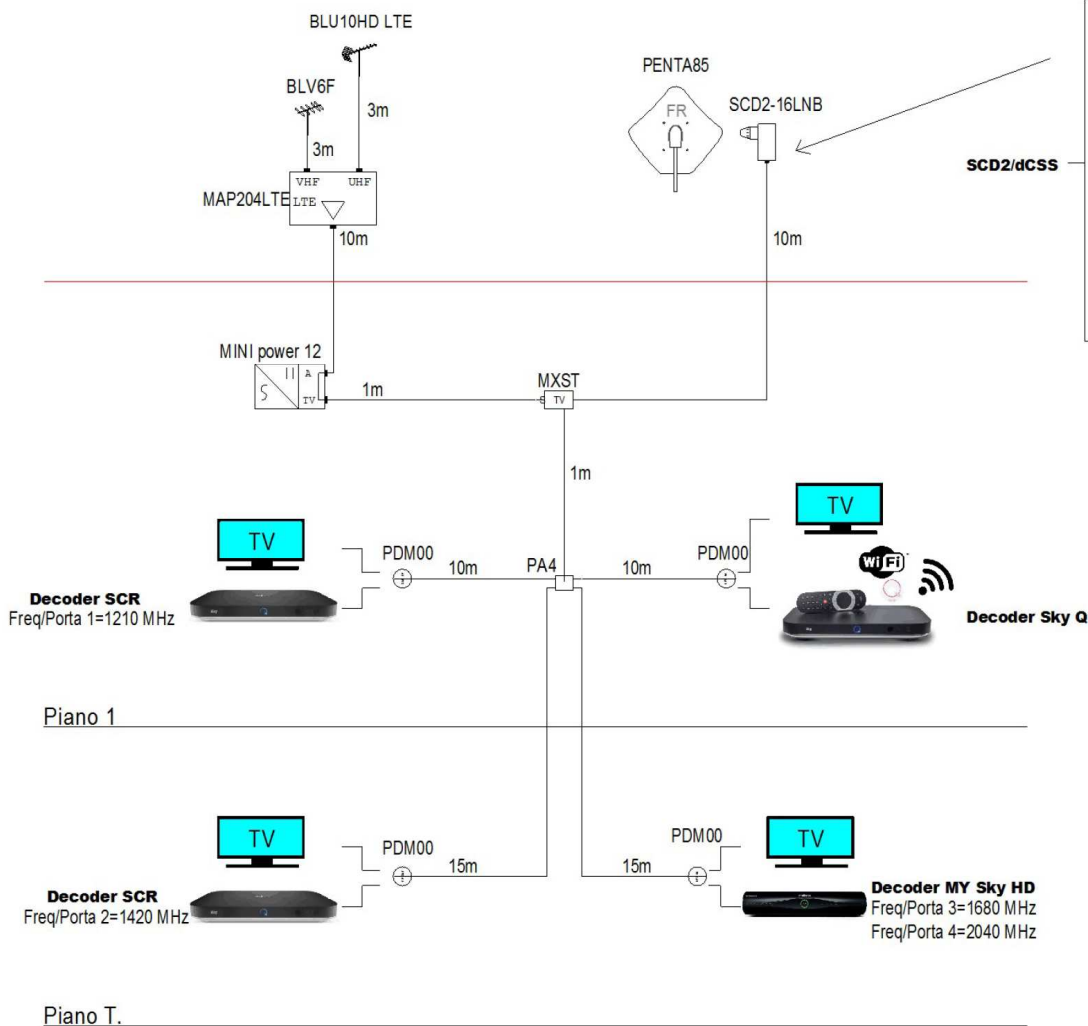 BLU10HD LTE
BLV6F
3m
3m
VHF UHF
LTE
MAP204LTE
10m
PENTA85
FR
SCD2-16LNB
SCD2/dCSS
10m
MINI power 12
A
TV
1m
MXST
TV
1m
TV
PDM00
10m
PA4
10m
PDM00
TV
WiFi
Decoder SCR
Freq/Porta 1=1210 MHz
Decoder Sky Q
Piano 1
TV
PDM00
15m
15m
PDM00
TV
Decoder SCR
Freq/Porta 2=1420 MHz
Decoder MY Sky HD
Freq/Porta 3=1680 MHz
Freq/Porta 4=2040 MHz
Piano T.